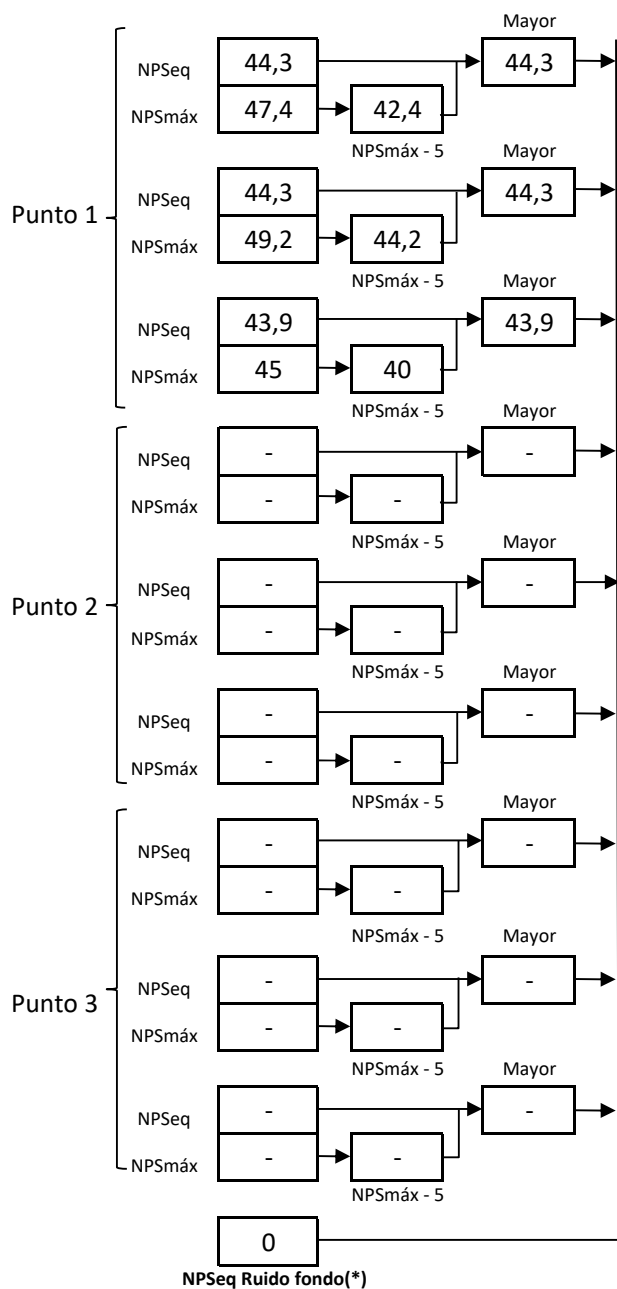 Mayor
NPSeq 44,3 44,3
NPSmáx 47,4 42,4
NPSmáx - 5 Mayor
Punto 1 NPSeq 44,3 44,3
NPSmáx 49,2 44,2
NPSmáx - 5 Mayor
NPSeq 43,9 43,9
NPSmáx 45 40
NPSmáx - 5 Mayor
NPSeq - -
NPSmáx - -
NPSmáx - 5 Mayor
Punto 2 NPSeq - -
NPSmáx - -
NPSmáx - 5 Mayor
NPSeq - -
NPSmáx - -
NPSmáx - 5 Mayor
NPSeq - -
NPSmáx - -
NPSmáx - 5 Mayor
Punto 3 NPSeq - -
NPSmáx - -
NPSmáx - 5 Mayor
NPSeq - -
NPSmáx - -
NPSmáx - 5
0
NPSeq Ruido fondo(*)